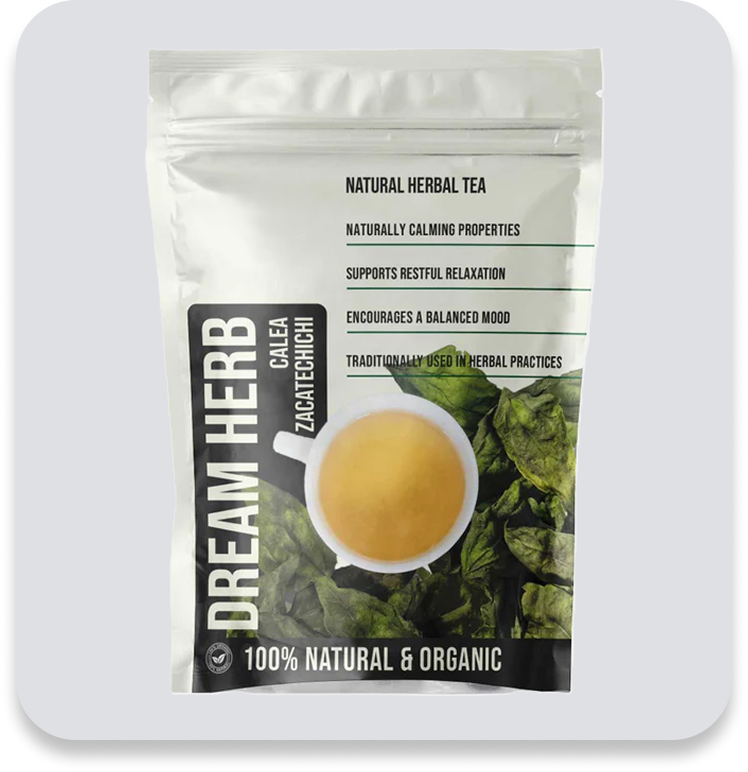 NATURAL HERBAL TEA
NATURALLY CALMING PROPERTIES
SUPPORTS RESTFUL RELAXATION
ENCOURAGES A BALANCED MOOD
TRADITIONALLY USED IN HERBAL PRACTICES
DREAM HERB
CALEA
ZACATECHICHI
100% NATURAL & ORGANIC